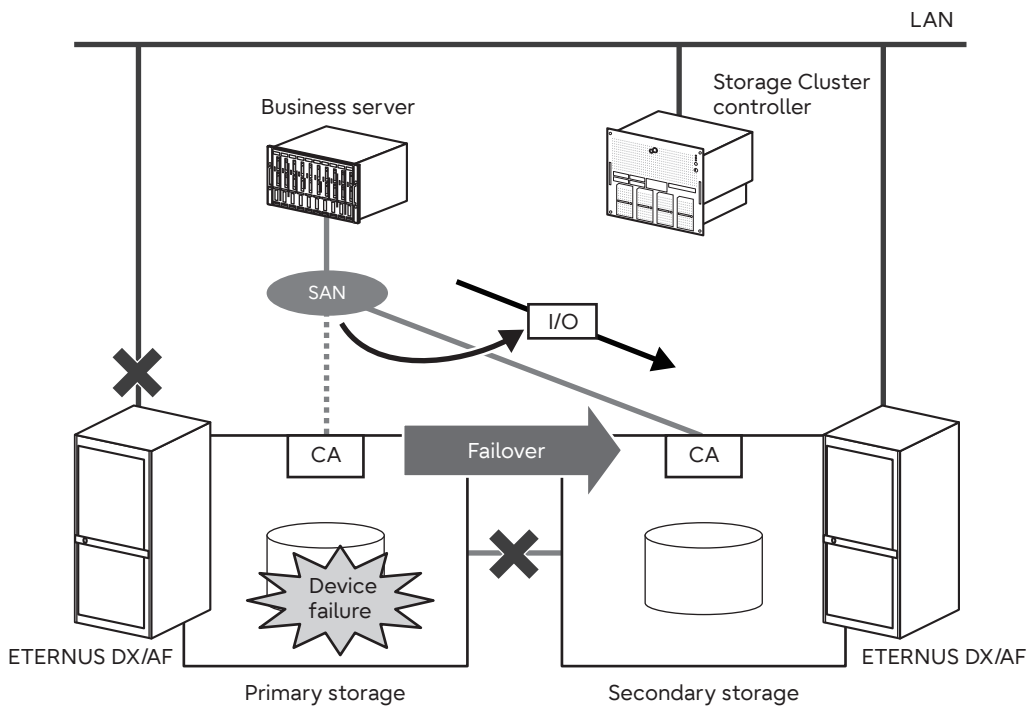 LAN
Storage Cluster
controller
Business server
SAN
I/O
CA
Failover
CA
Device
failure
ETERNUS DX/AF
ETERNUS DX/AF
Primary storage
Secondary storage